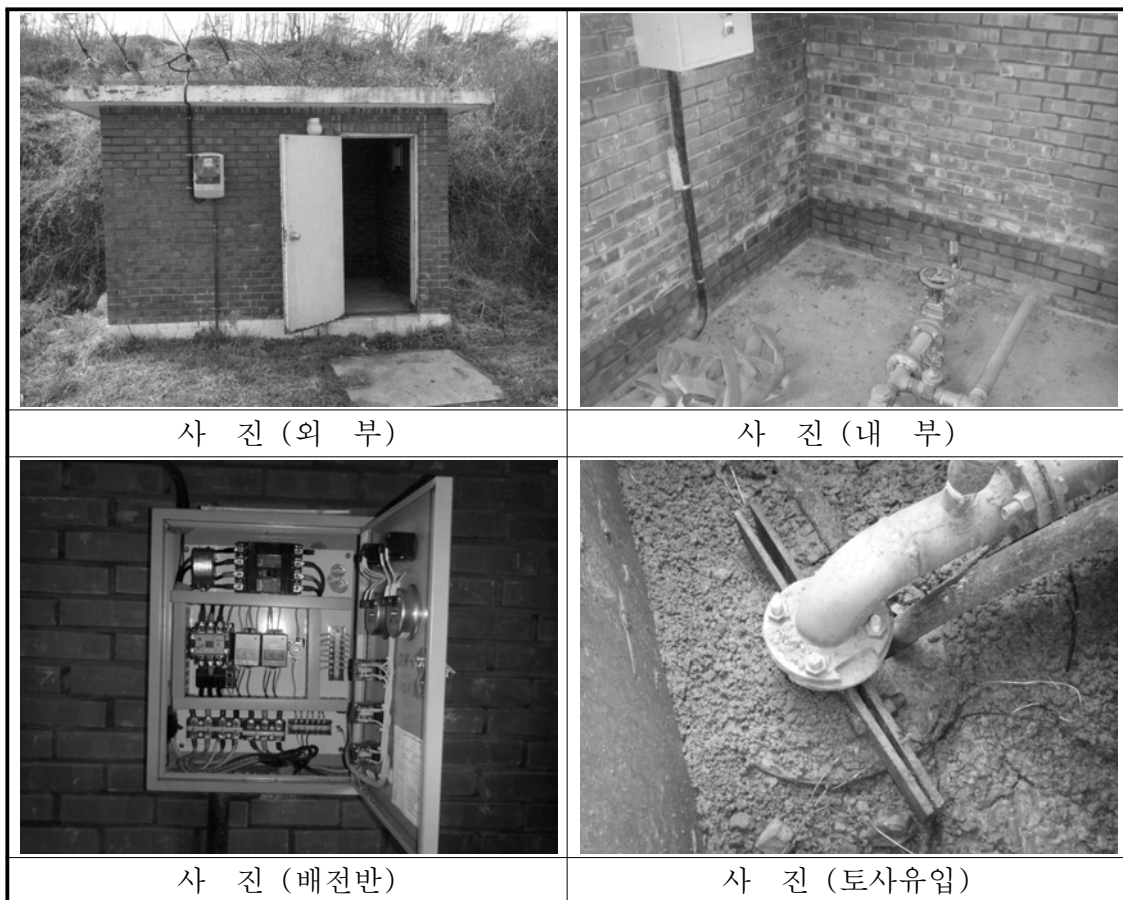 사 진 (외 부)
사 진 (내 부)
사 진 (배전반)
사 진 (토사유입)